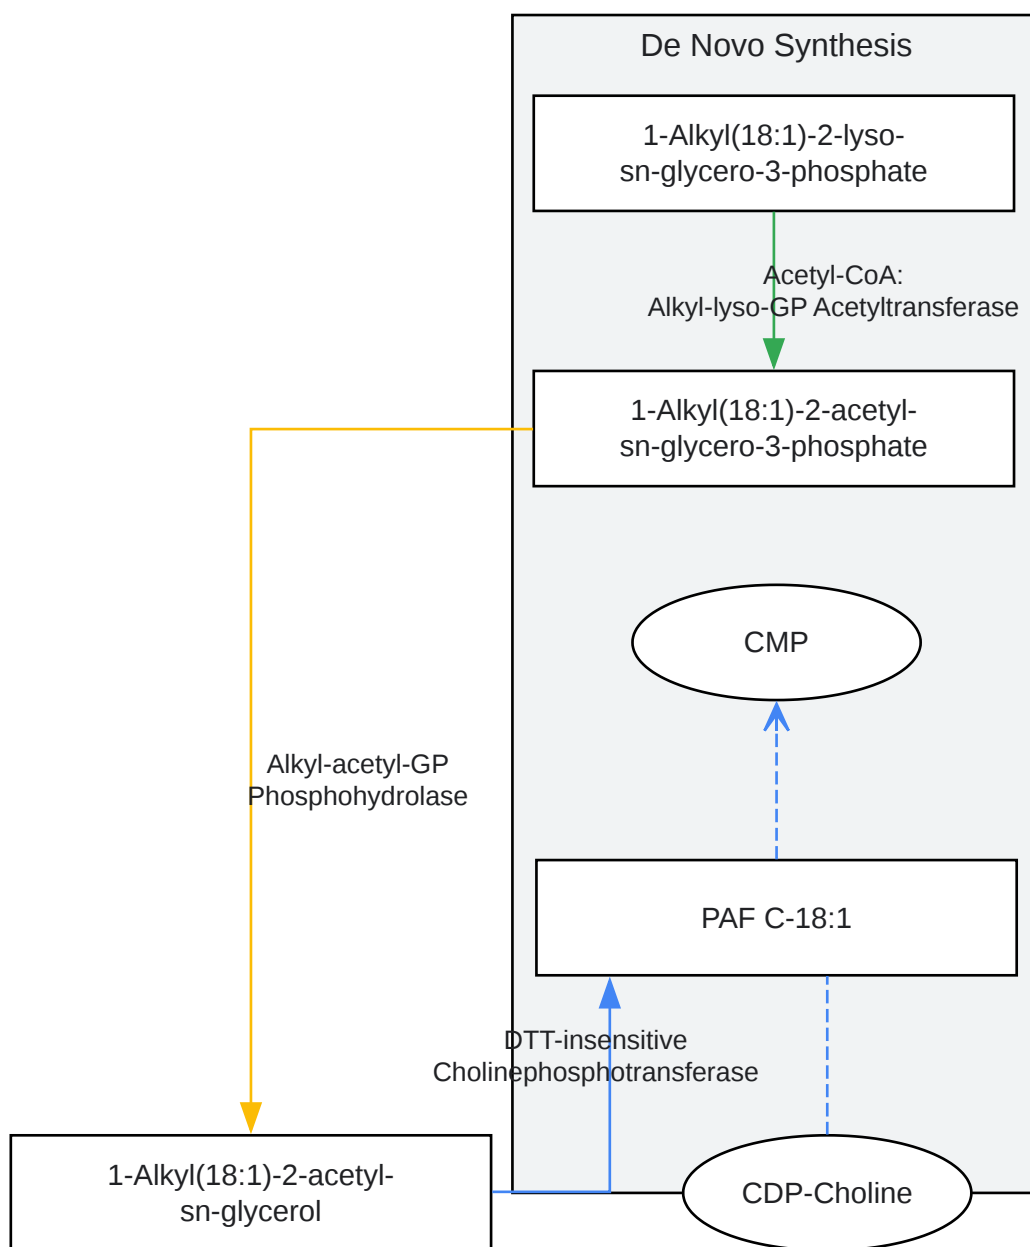 De Novo Synthesis
1-Alkyl(18:1)-2-lyso-
sn-glycero-3-phosphate
Acetyl-CoA:
Alkyl-lyso-GP Acetyltransferase
1-Alkyl(18:1)-2-acetyl-
sn-glycero-3-phosphate
CMP
Alkyl-acetyl-GP
Phosphohydrolase
PAF C-18:1
DTT-insensitive
Cholinephosphotransferase
1-Alkyl(18:1)-2-acetyl-
sn-glycerol
CDP-Choline